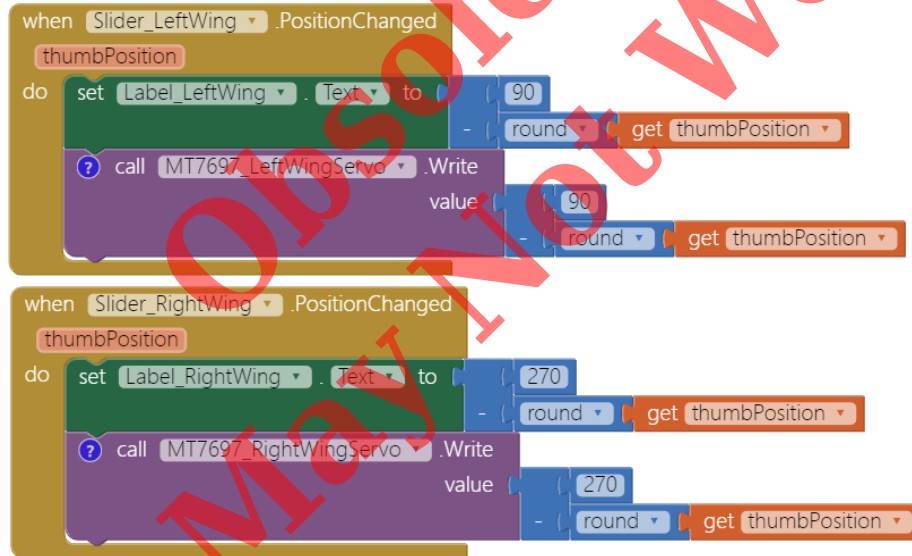 when Slider_LeftWing .PositionChanged
thumbPosition
do set Label_LeftWing . Text to 90
- round get thumbPosition
? call MT7697_LeftWingServo .Write
value 90
- round get thumbPosition
when Slider_RightWing .PositionChanged
thumbPosition
do set Label_RightWing . Text to 270
- round get thumbPosition
? call MT7697_RightWingServo .Write
value 270
- round get thumbPosition
May Not